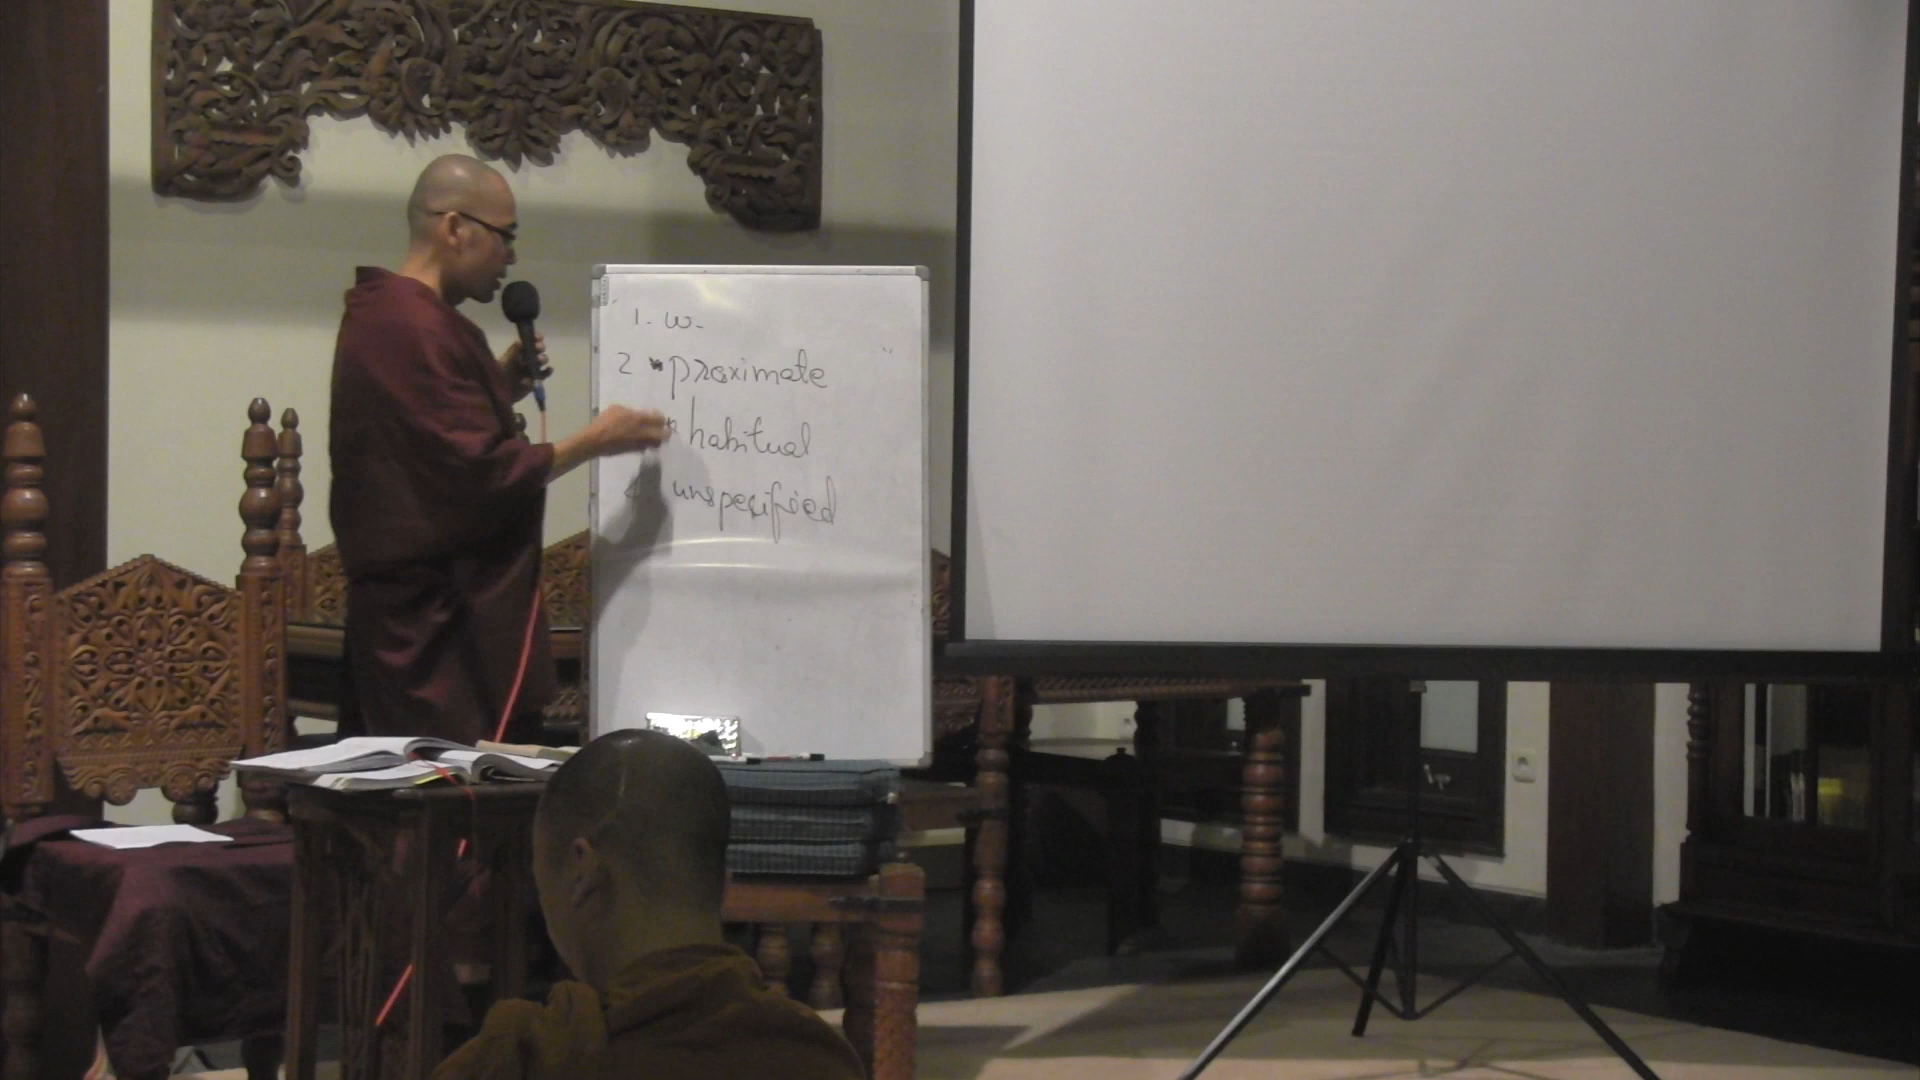 1. w-
2 proximate
habitual
unspecified